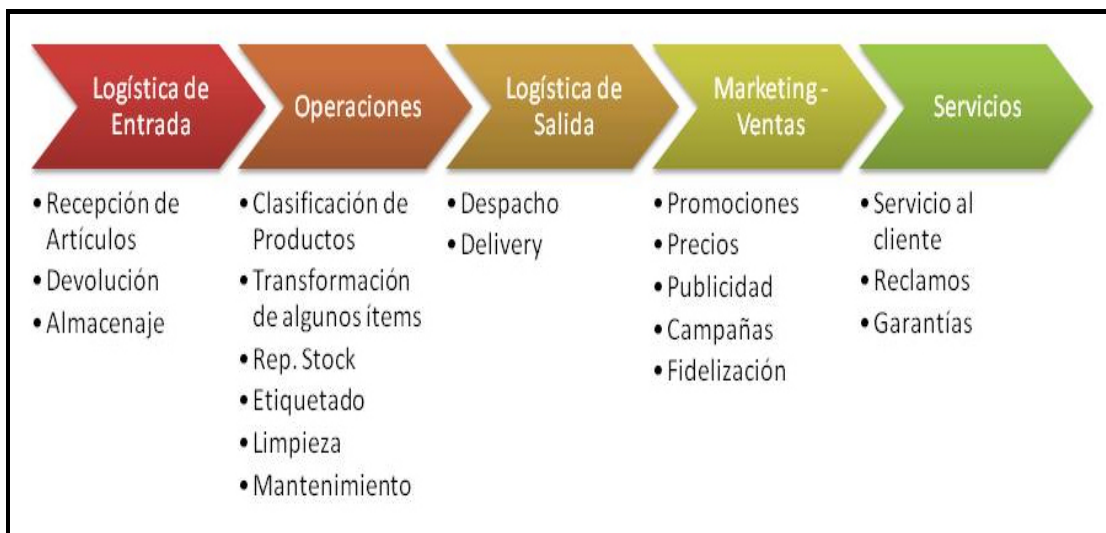 Logística de
Entrada
Operaciones
Logística de
Salida
Marketing -
Ventas
Servicios
• Recepción de
Artículos
• Devolución
• Almacenaje
• Clasificación de
Productos
• Transformación
de algunos ítems
• Rep. Stock
• Etiquetado
• Limpieza
• Mantenimiento
• Despacho
• Delivery
• Promociones
• Precios
• Publicidad
• Campañas
• Fidelización
• Servicio al
cliente
• Reclamos
• Garantías